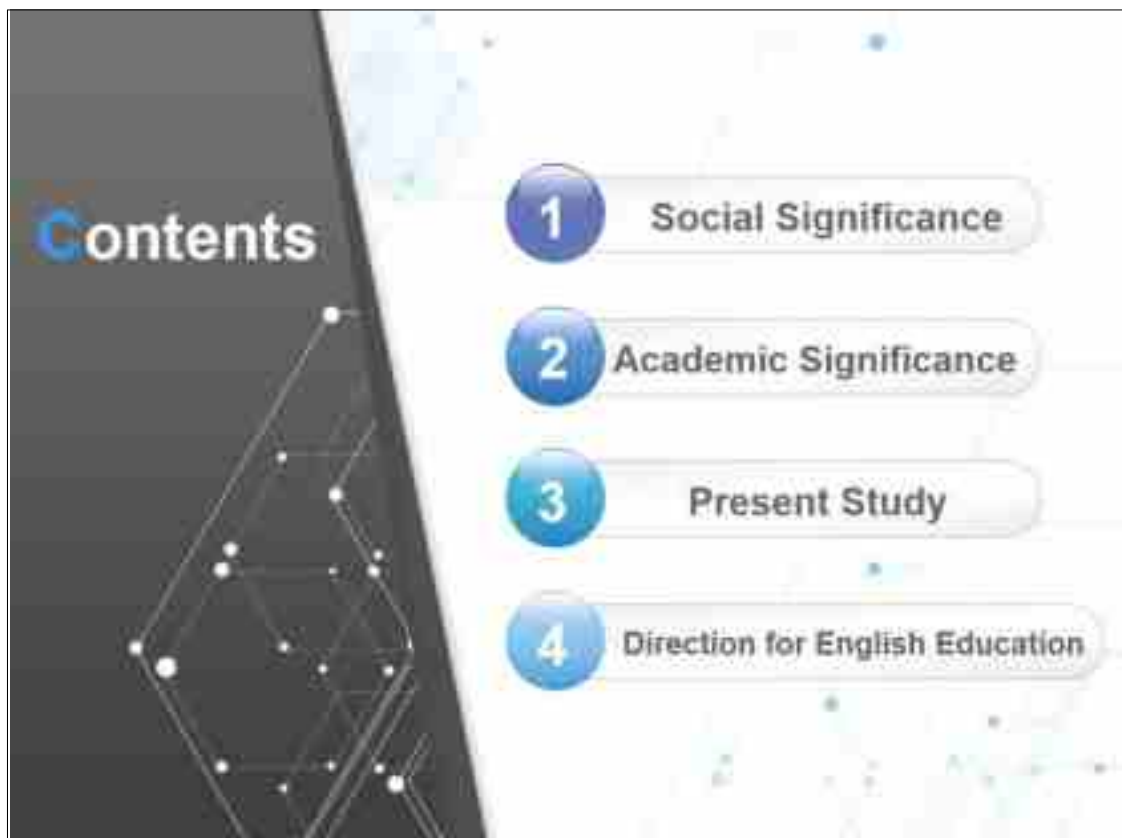 Contents
1 Social Significance
2 Academic Significance
3 Present Study
4 Direction for English Education